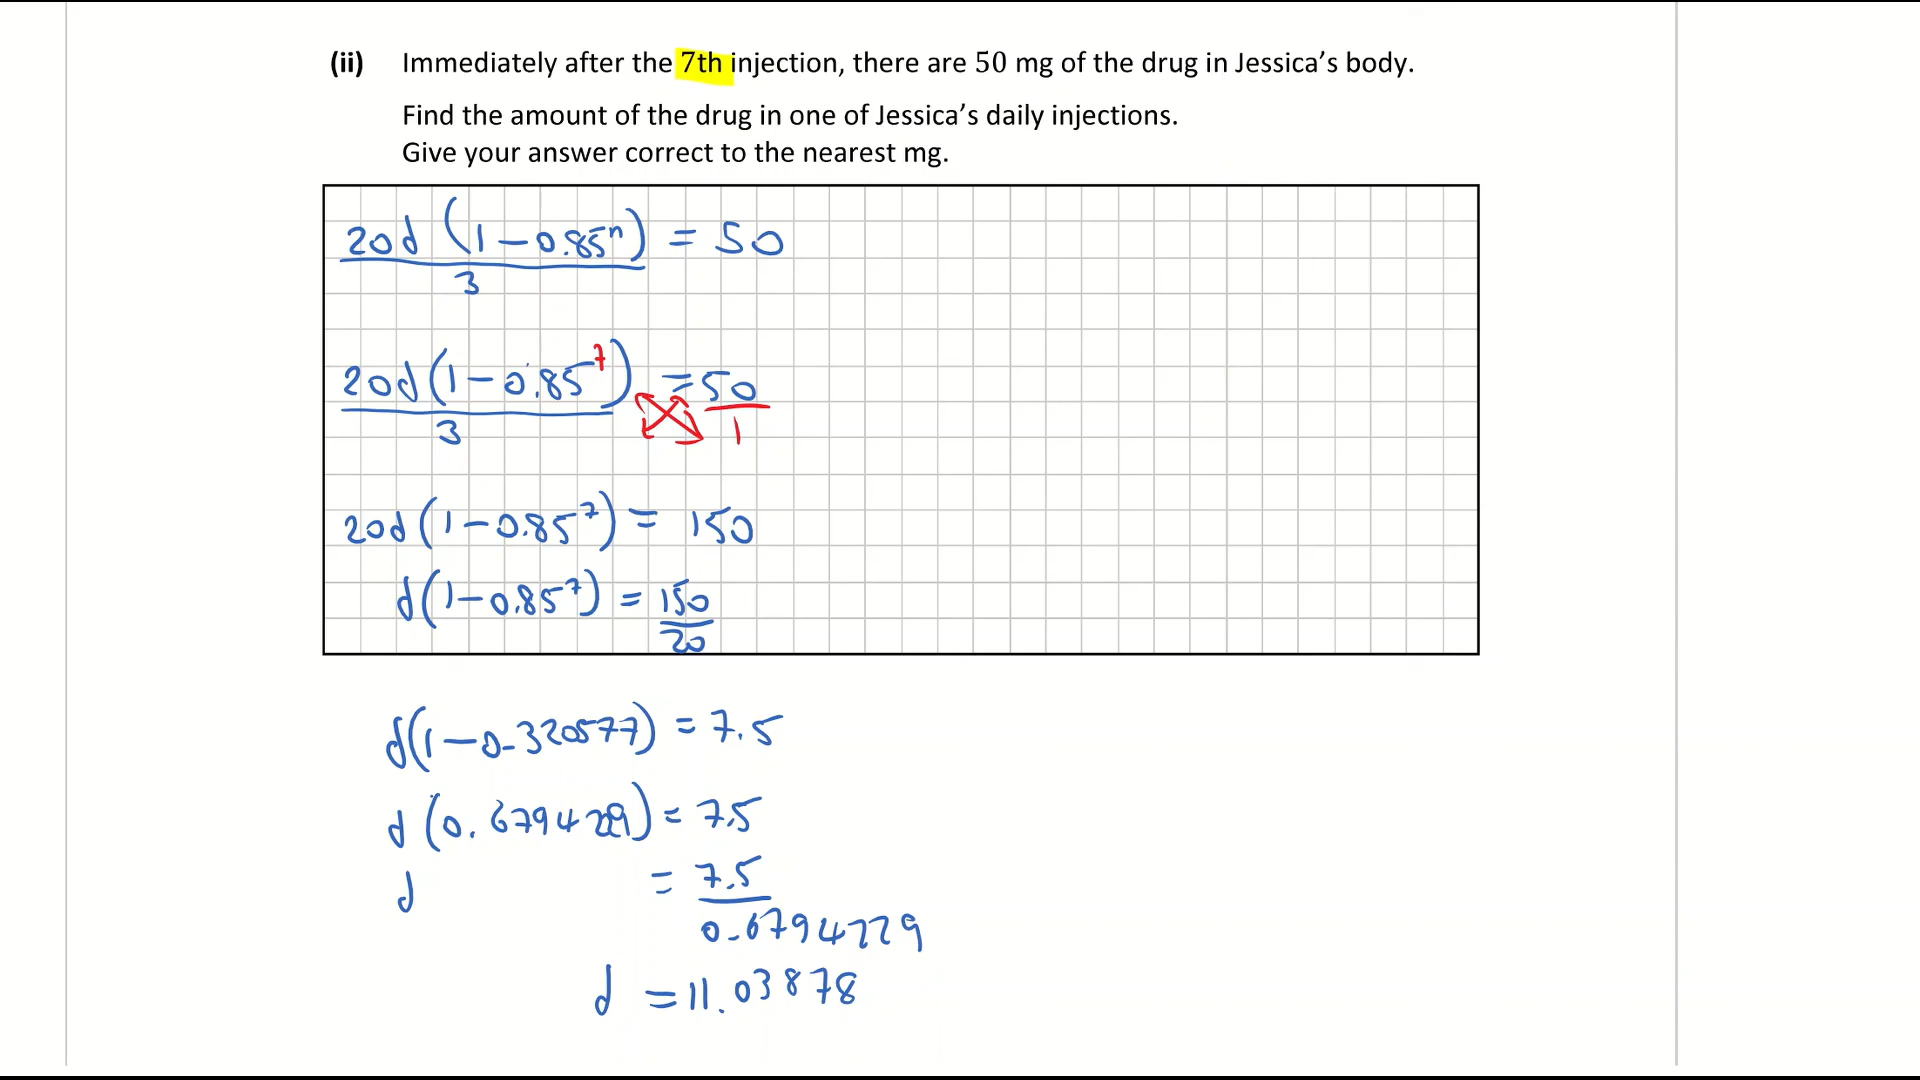 (ii) Immediately after the 7th injection, there are 50 mg of the drug in Jessica's body.
Find the amount of the drug in one of Jessica's daily injections.
Give your answer correct to the nearest mg.
20d (1 - 0.85ⁿ) = 50
3
20d (1 - 0.85⁷) = 50
3 1
20d (1 - 0.85⁷) = 150
d (1 - 0.85⁷) = 150
20
d(1 - 0.320577) = 7.5
d (0.6794229) = 7.5
d = 7.5
0.6794229
d = 11.03878